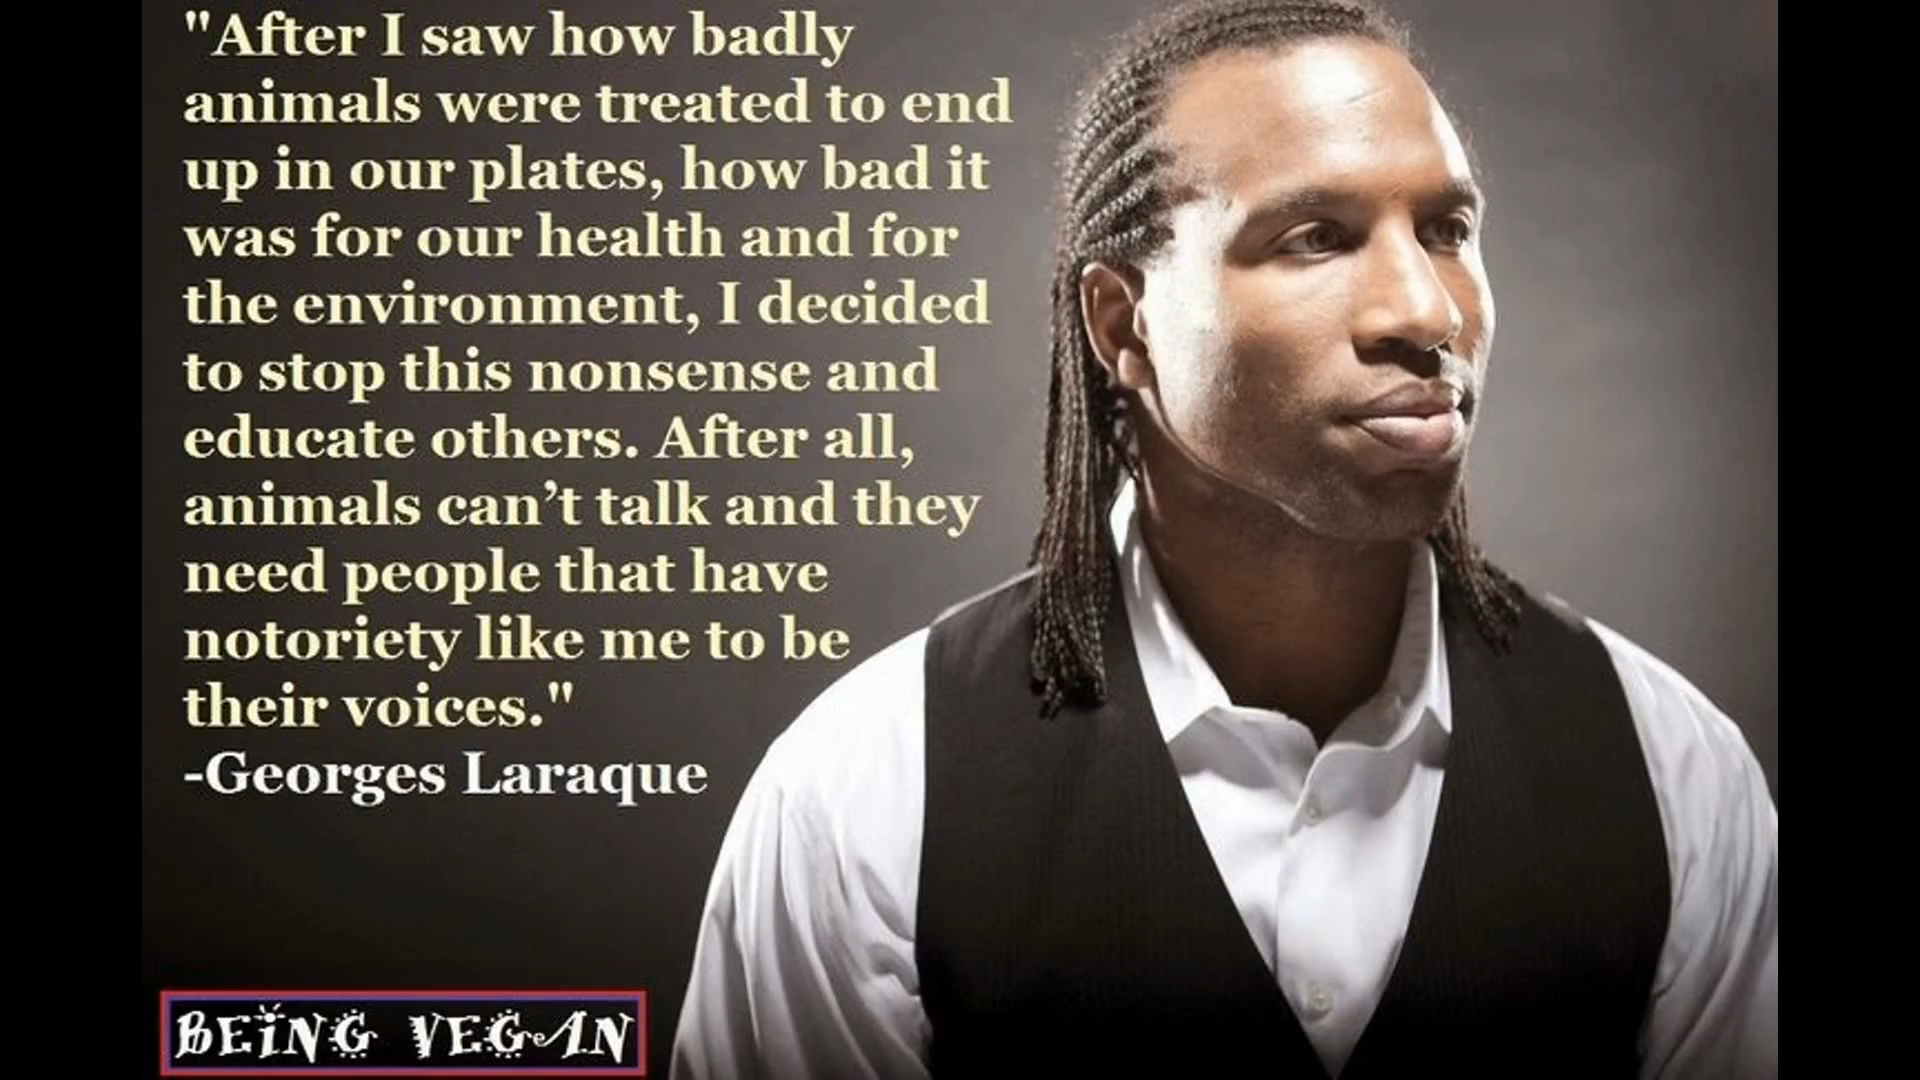 "After I saw how badly
animals were treated to end
up in our plates, how bad it
was for our health and for
the environment, I decided
to stop this nonsense and
educate others. After all,
animals can’t talk and they
need people that have
notoriety like me to be
their voices."
-Georges Laraque
BEING VEGAN